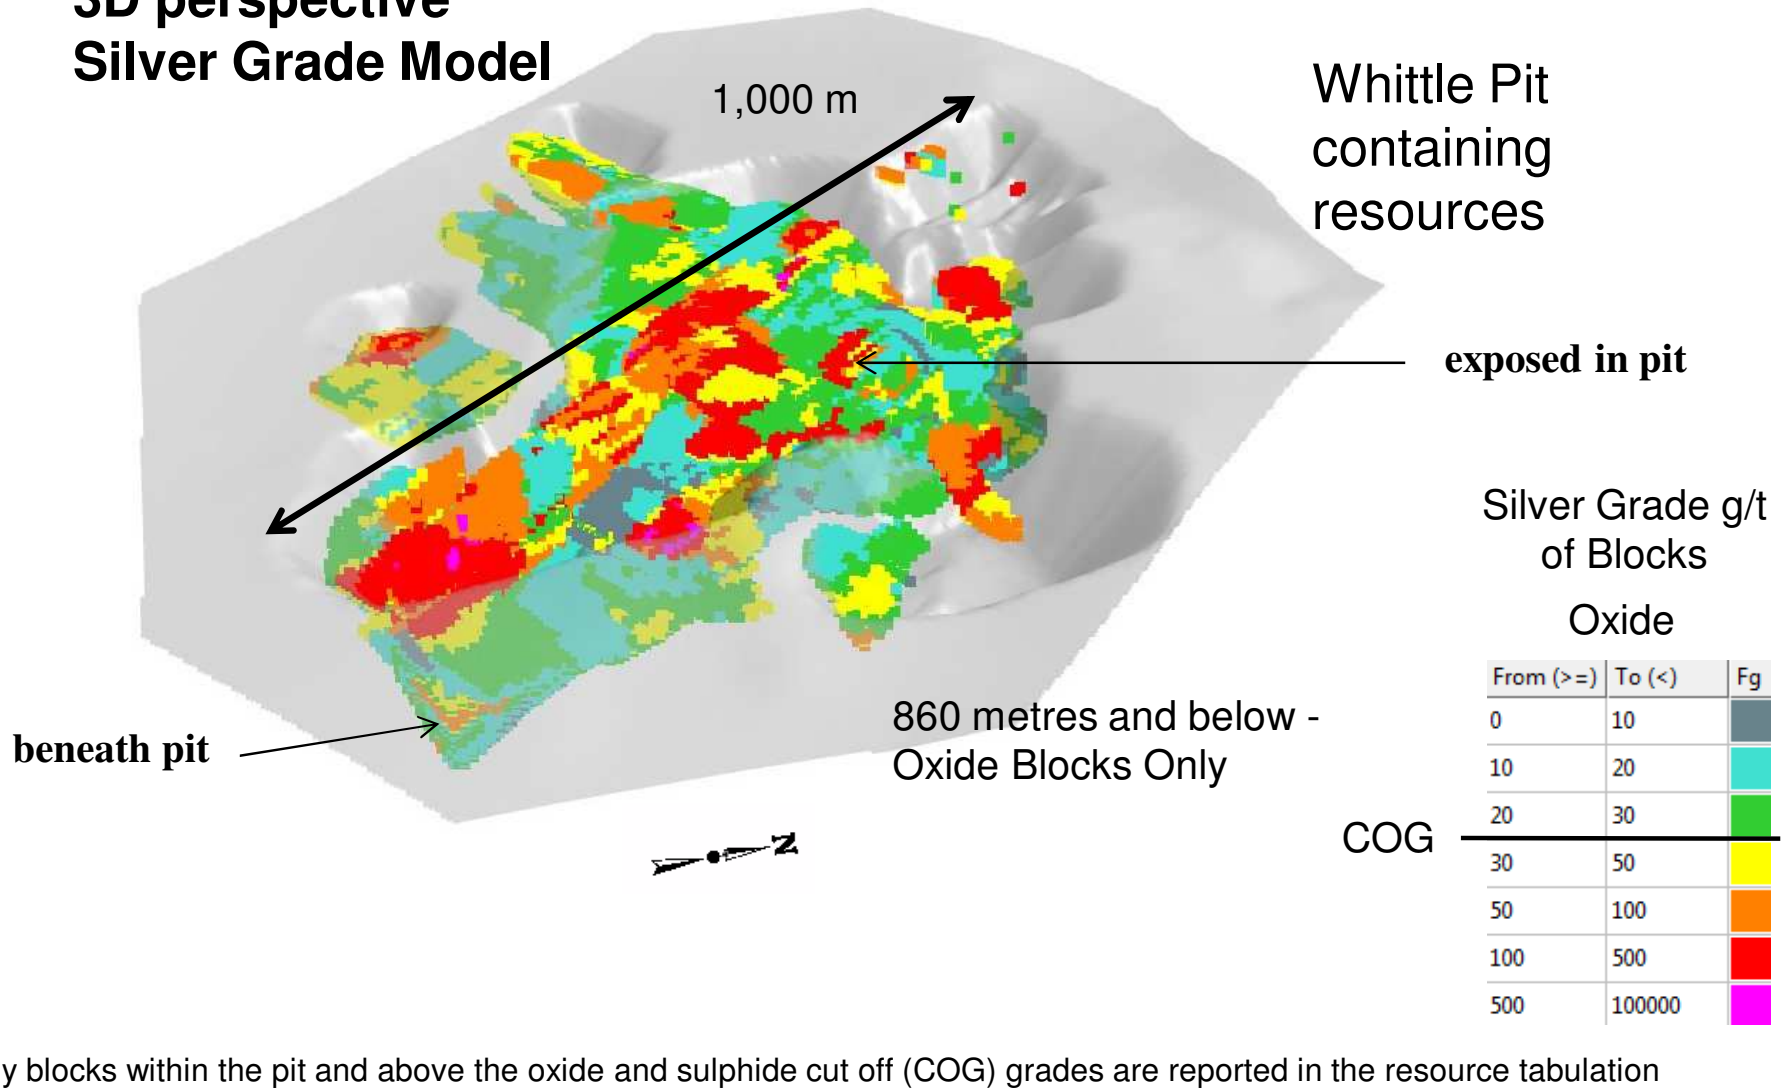 3D perspective
Silver Grade Model
1,000 m
Whittle Pit
containing
resources
exposed in pit
Silver Grade g/t
of Blocks
Oxide
From (>=) To (<) Fg
0 10
10 20
20 30
COG
30 50
50 100
100 500
500 100000
860 metres and below -
Oxide Blocks Only
beneath pit
N
y blocks within the pit and above the oxide and sulphide cut off (COG) grades are reported in the resource tabulation